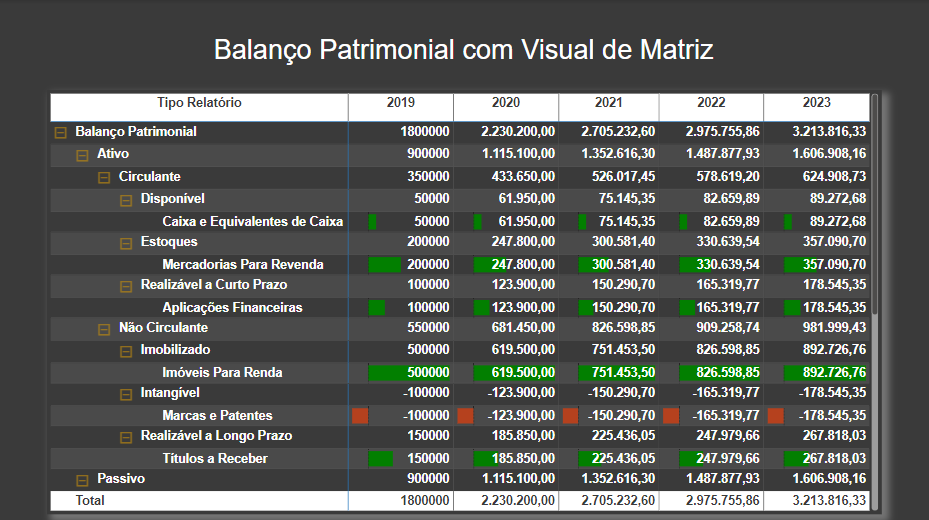 Balanço Patrimonial com Visual de Matriz
Tipo Relatório 2019 2020 2021 2022 2023
Balanço Patrimonial 1800000 2.230.200,00 2.705.232,60 2.975.755,86 3.213.816,33
Ativo 900000 1.115.100,00 1.352.616,30 1.487.877,93 1.606.908,16
Circulante 350000 433.650,00 526.017,45 578.619,20 624.908,73
Disponível 50000 61.950,00 75.145,35 82.659,89 89.272,68
Caixa e Equivalentes de Caixa 50000 61.950,00 75.145,35 82.659,89 89.272,68
Estoques 200000 247.800,00 300.581,40 330.639,54 357.090,70
Mercadorias Para Revenda 200000 247.800,00 300.581,40 330.639,54 357.090,70
Realizável a Curto Prazo 100000 123.900,00 150.290,70 165.319,77 178.545,35
Aplicações Financeiras 100000 123.900,00 150.290,70 165.319,77 178.545,35
Não Circulante 550000 681.450,00 826.598,85 909.258,74 981.999,43
Imobilizado 500000 619.500,00 751.453,50 826.598,85 892.726,76
Imóveis Para Renda 500000 619.500,00 751.453,50 826.598,85 892.726,76
Intangível -100000 -123.900,00 -150.290,70 -165.319,77 -178.545,35
Marcas e Patentes -100000 -123.900,00 -150.290,70 -165.319,77 -178.545,35
Realizável a Longo Prazo 150000 185.850,00 225.436,05 247.979,66 267.818,03
Títulos a Receber 150000 185.850,00 225.436,05 247.979,66 267.818,03
Passivo 900000 1.115.100,00 1.352.616,30 1.487.877,93 1.606.908,16
Total 1800000 2.230.200,00 2.705.232,60 2.975.755,86 3.213.816,33